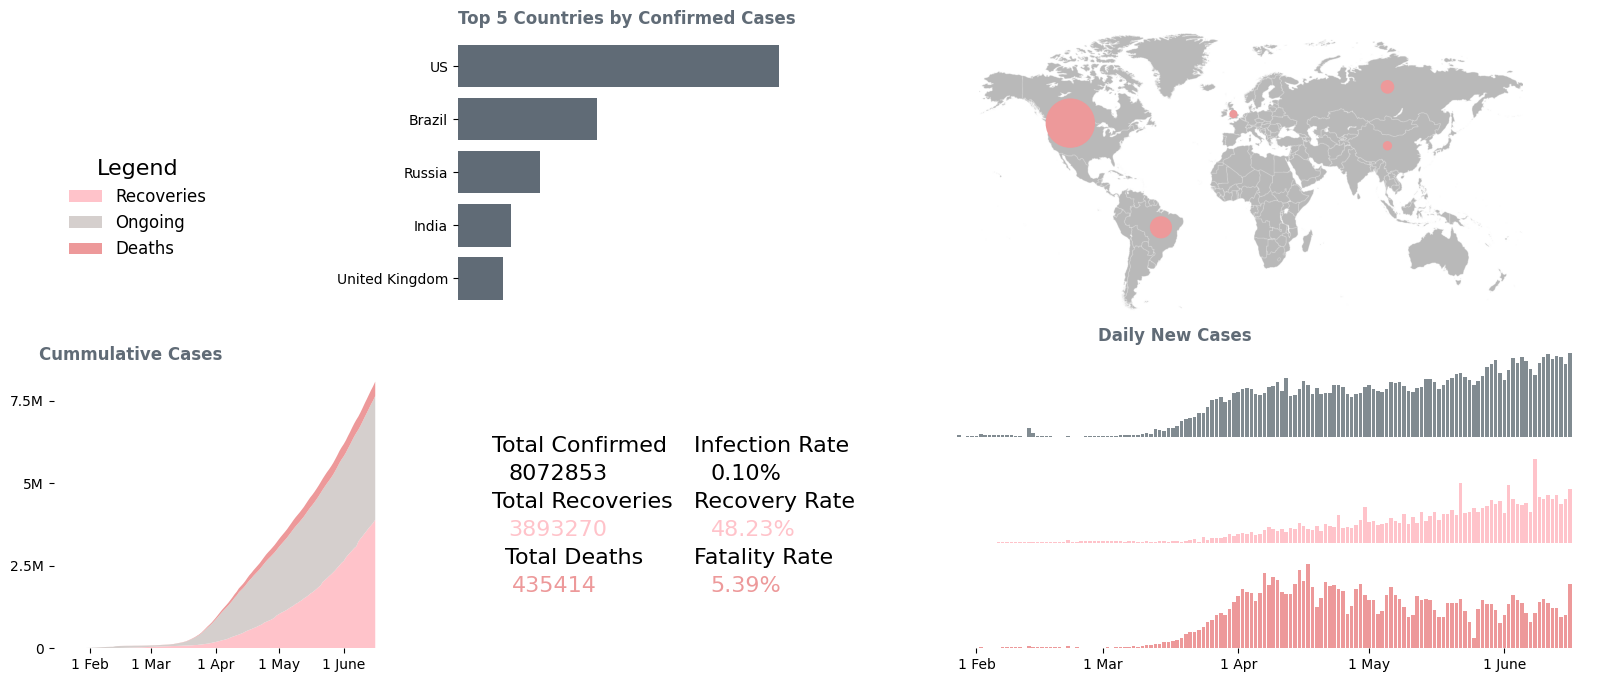 Top 5 Countries by Confirmed Cases
US
Brazil
Russia
India
United Kingdom
Legend
Recoveries
Ongoing
Deaths
Cummulative Cases
7.5M
5M
2.5M
0
1 Feb
1 Mar
1 Apr
1 May
1 June
Total Confirmed
8072853
Total Recoveries
3893270
Total Deaths
435414
Infection Rate
0.10%
Recovery Rate
48.23%
Fatality Rate
5.39%
Daily New Cases
1 Feb
1 Mar
1 Apr
1 May
1 June